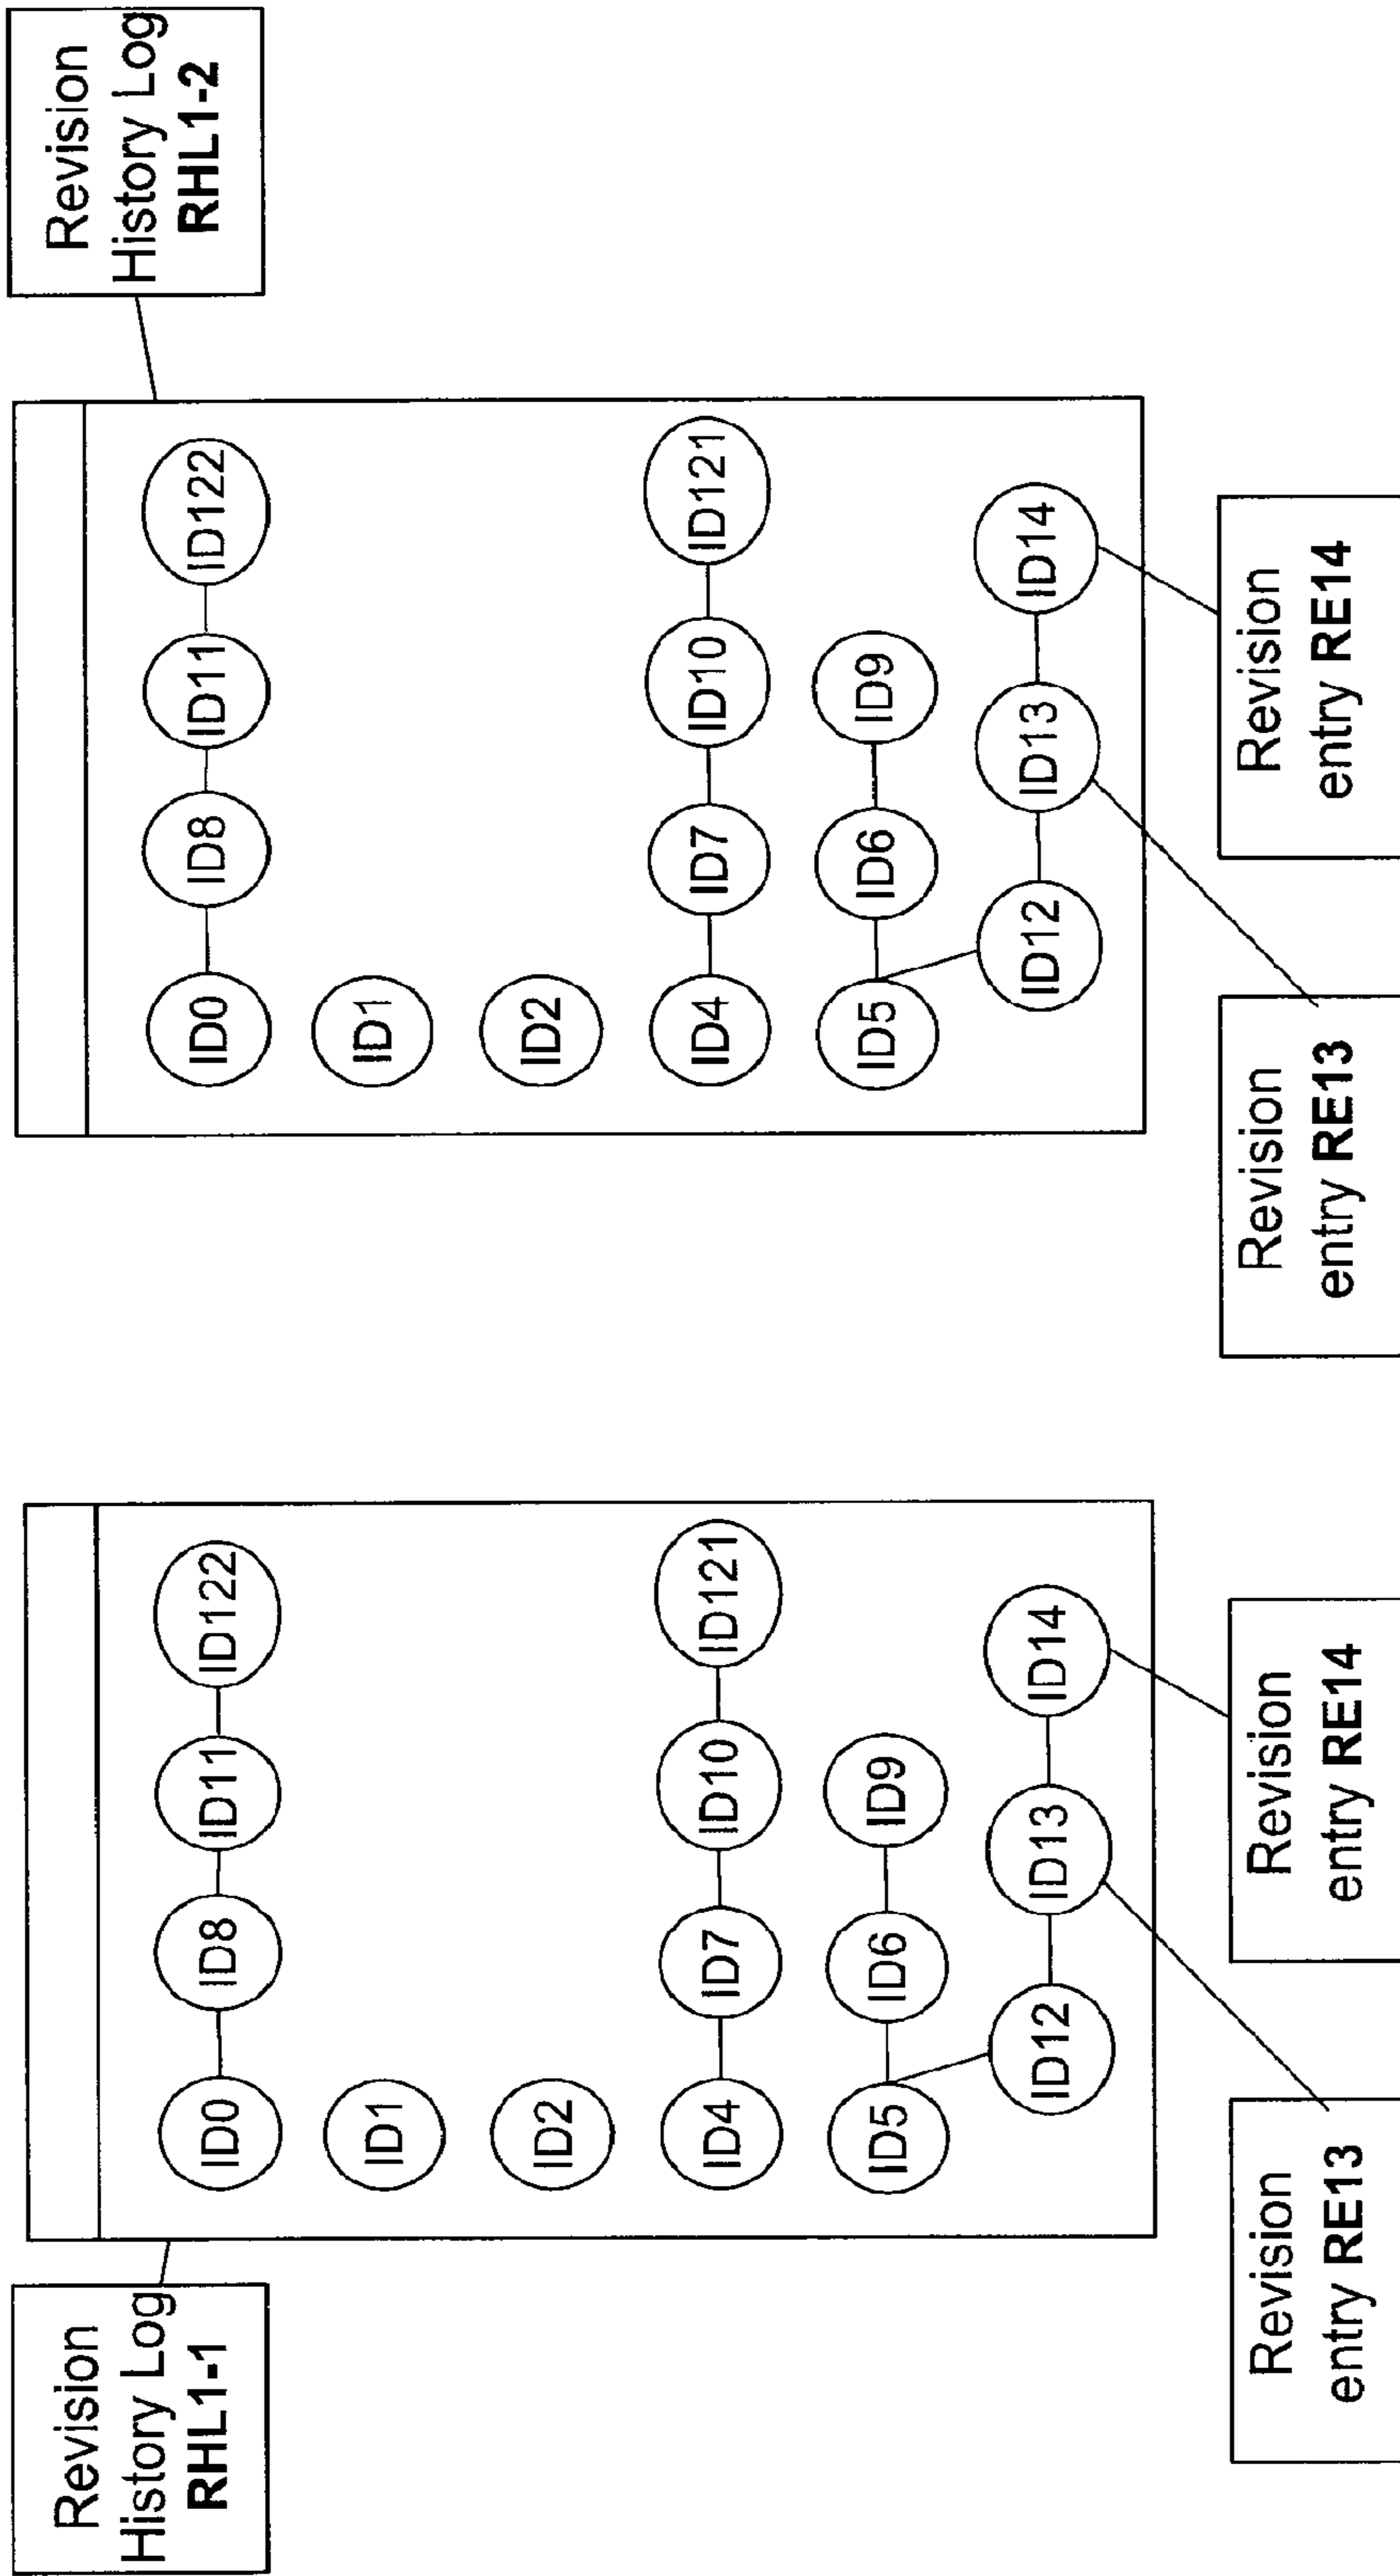 Revision
History Log
RHL1-1
ID0
ID8
ID11
ID122
ID1
ID2
ID4
ID7
ID10
ID121
ID5
ID6
ID9
ID12
ID13
ID14
Revision
entry RE13
Revision
entry RE14
Revision
History Log
RHL1-2
ID0
ID8
ID11
ID122
ID1
ID2
ID4
ID7
ID10
ID121
ID5
ID6
ID9
ID12
ID13
ID14
Revision
entry RE13
Revision
entry RE14